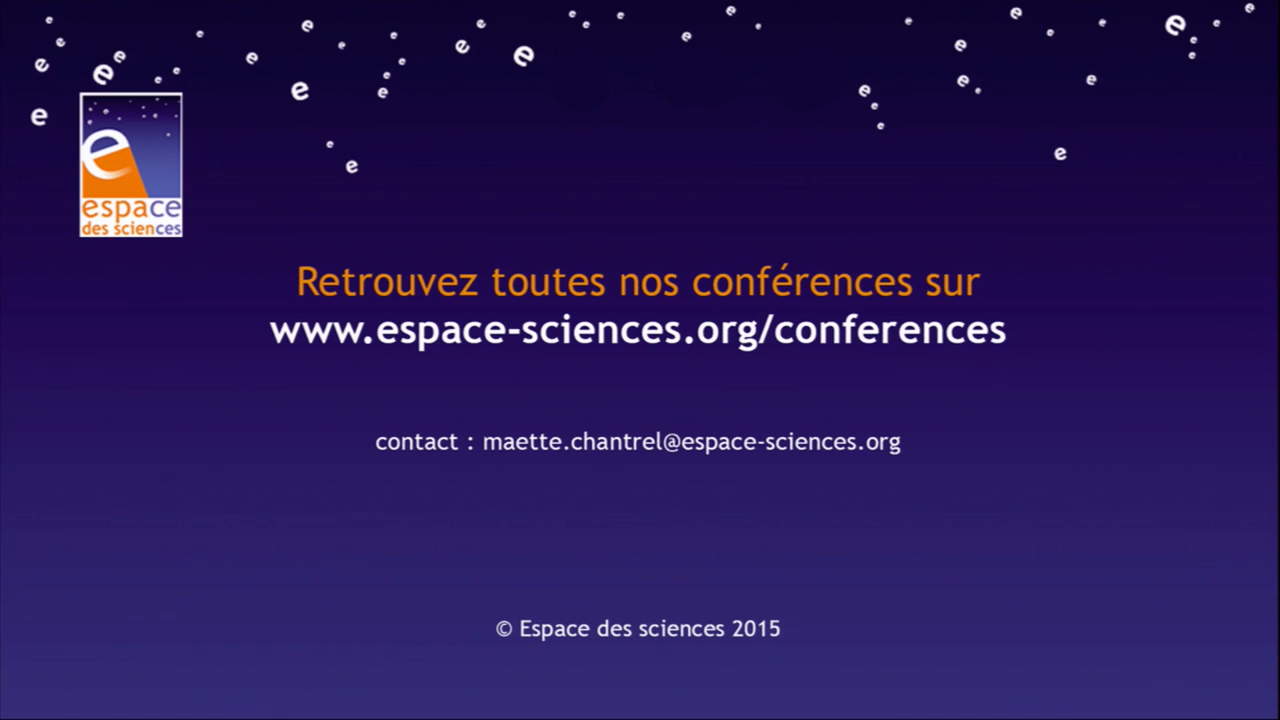 espace
des sciences
Retrouvez toutes nos conférences sur
www.espace-sciences.org/conferences
contact : maette.chantrel@espace-sciences.org
© Espace des sciences 2015